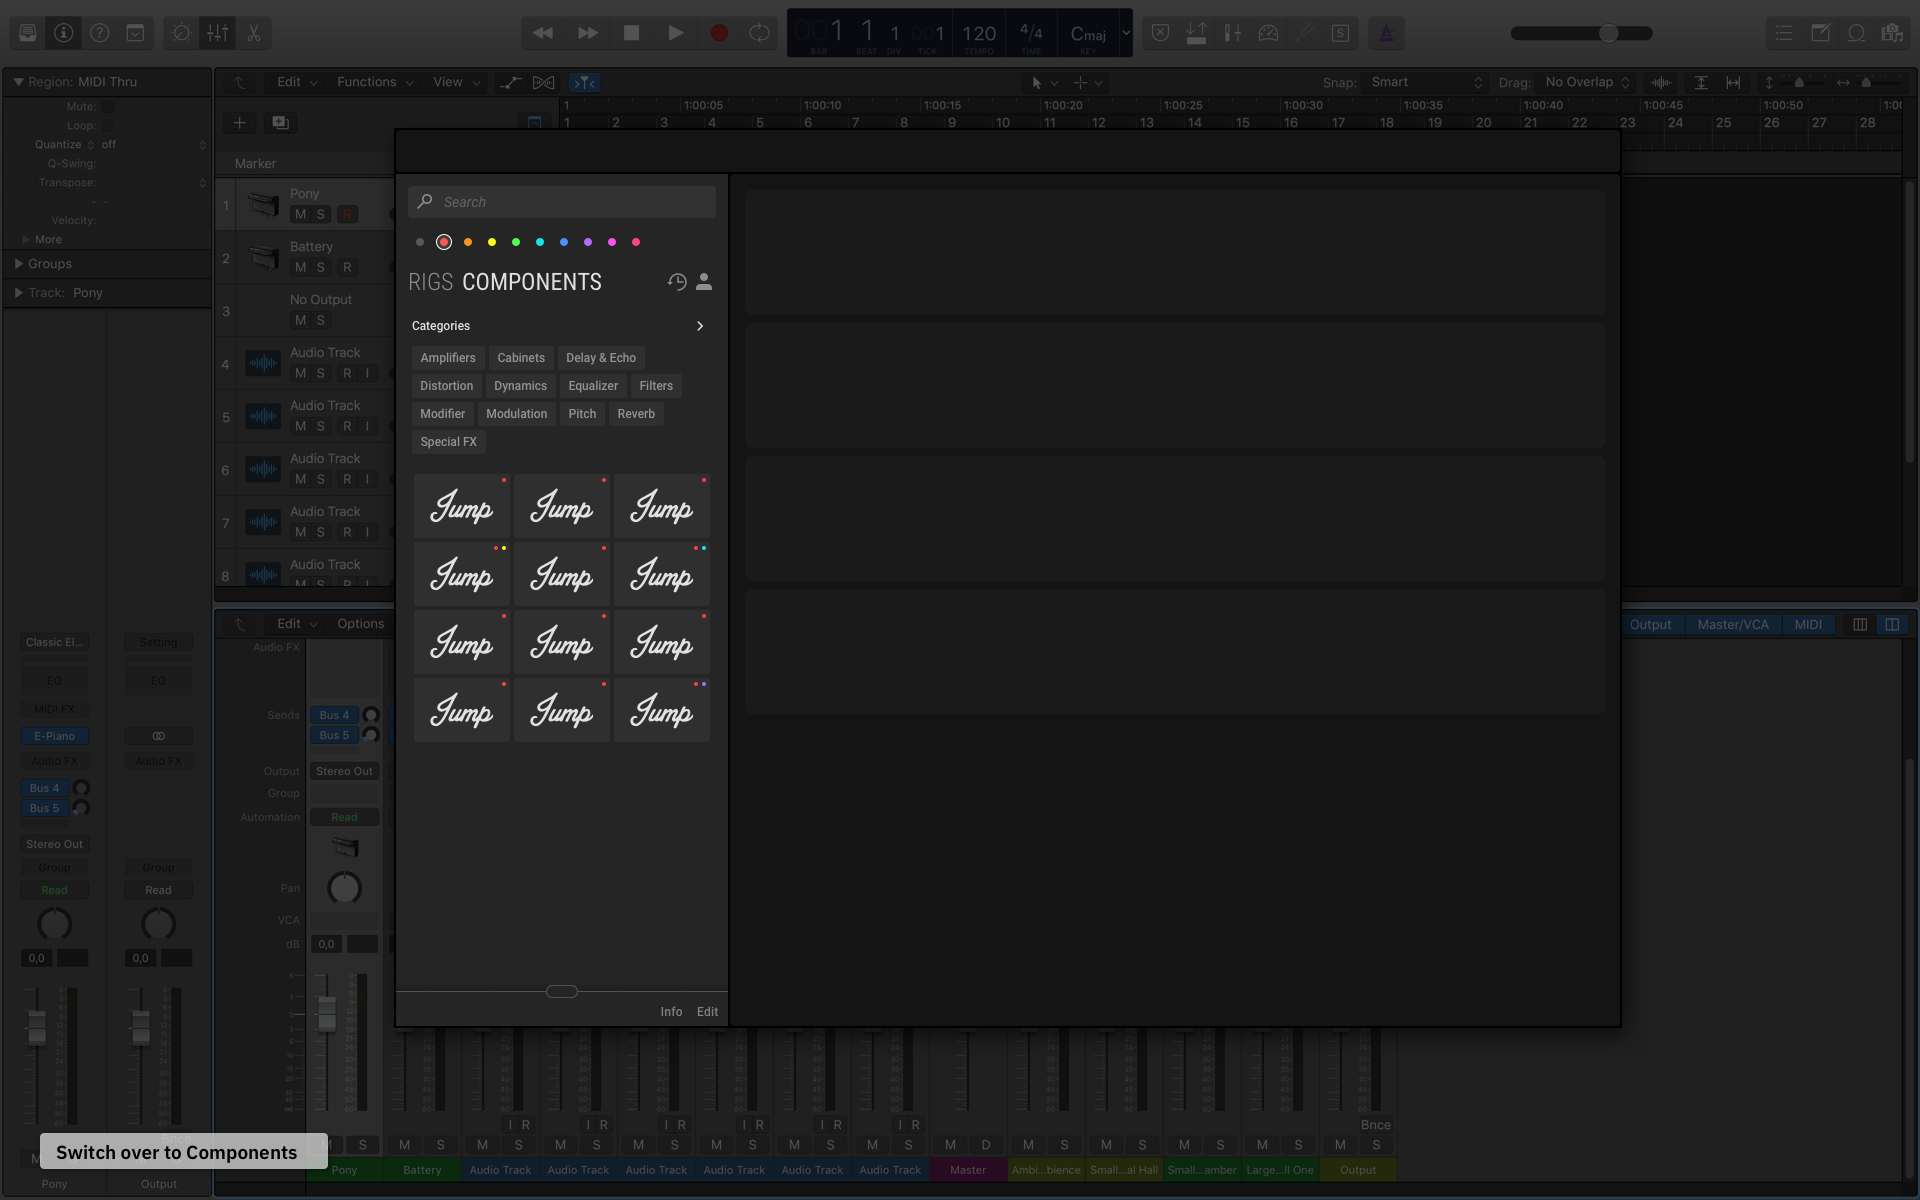 001 1 1 001
BAR BEAT DIV TICK
120
TEMPO
4/4
TIME
Cmaj
KEY
Region: MIDI Thru
Mute:
Loop:
Quantize off
Q-Swing:
Transpose:
Velocity:
More
Groups
Track: Pony
Edit Functions View
Snap: Smart Drag: No Overlap
1 1:00:05 1:00:10 1:00:15 1:00:20 1:00:25 1:00:30 1:00:35 1:00:40 1:00:45 1:00:50
1 2 3 4 5 6 7 8 9 10 11 12 13 14 15 16 17 18 19 20 21 22 23 24 25 26 27 28
Marker
1 Pony
M S R
2 Battery
M S R
3 No Output
M S
4 Audio Track
M S R I
5 Audio Track
M S R I
6 Audio Track
M S R I
7 Audio Track
M S R I
8 Audio Track
M S R I
Search
RIGS COMPONENTS
Categories
Amplifiers Cabinets Delay & Echo
Distortion Dynamics Equalizer Filters
Modifier Modulation Pitch Reverb
Special FX
Jump Jump Jump
Jump Jump Jump
Jump Jump Jump
Jump Jump Jump
Info Edit
Edit Options
Output Master/VCA MIDI
Classic El... Setting
EQ EQ
MIDI FX
E-Piano
Audio FX Audio FX
Bus 4
Bus 5
Stereo Out
Group Group
Read Read
0,0 0,0
Audio FX
Sends Bus 4
Bus 5
Output Stereo Out
Group
Automation Read
Pan
VCA
dB 0,0
I R I R I R I R I R I R Bnce
S M S M S M S M S M S M S M S M D M S M S M S M S M S
Pony Battery Audio Track Audio Track Audio Track Audio Track Audio Track Audio Track Master Ambi...bience Small...al Hall Small...amber Large...ll One Output
Bnce
Switch over to Components
Pony Output